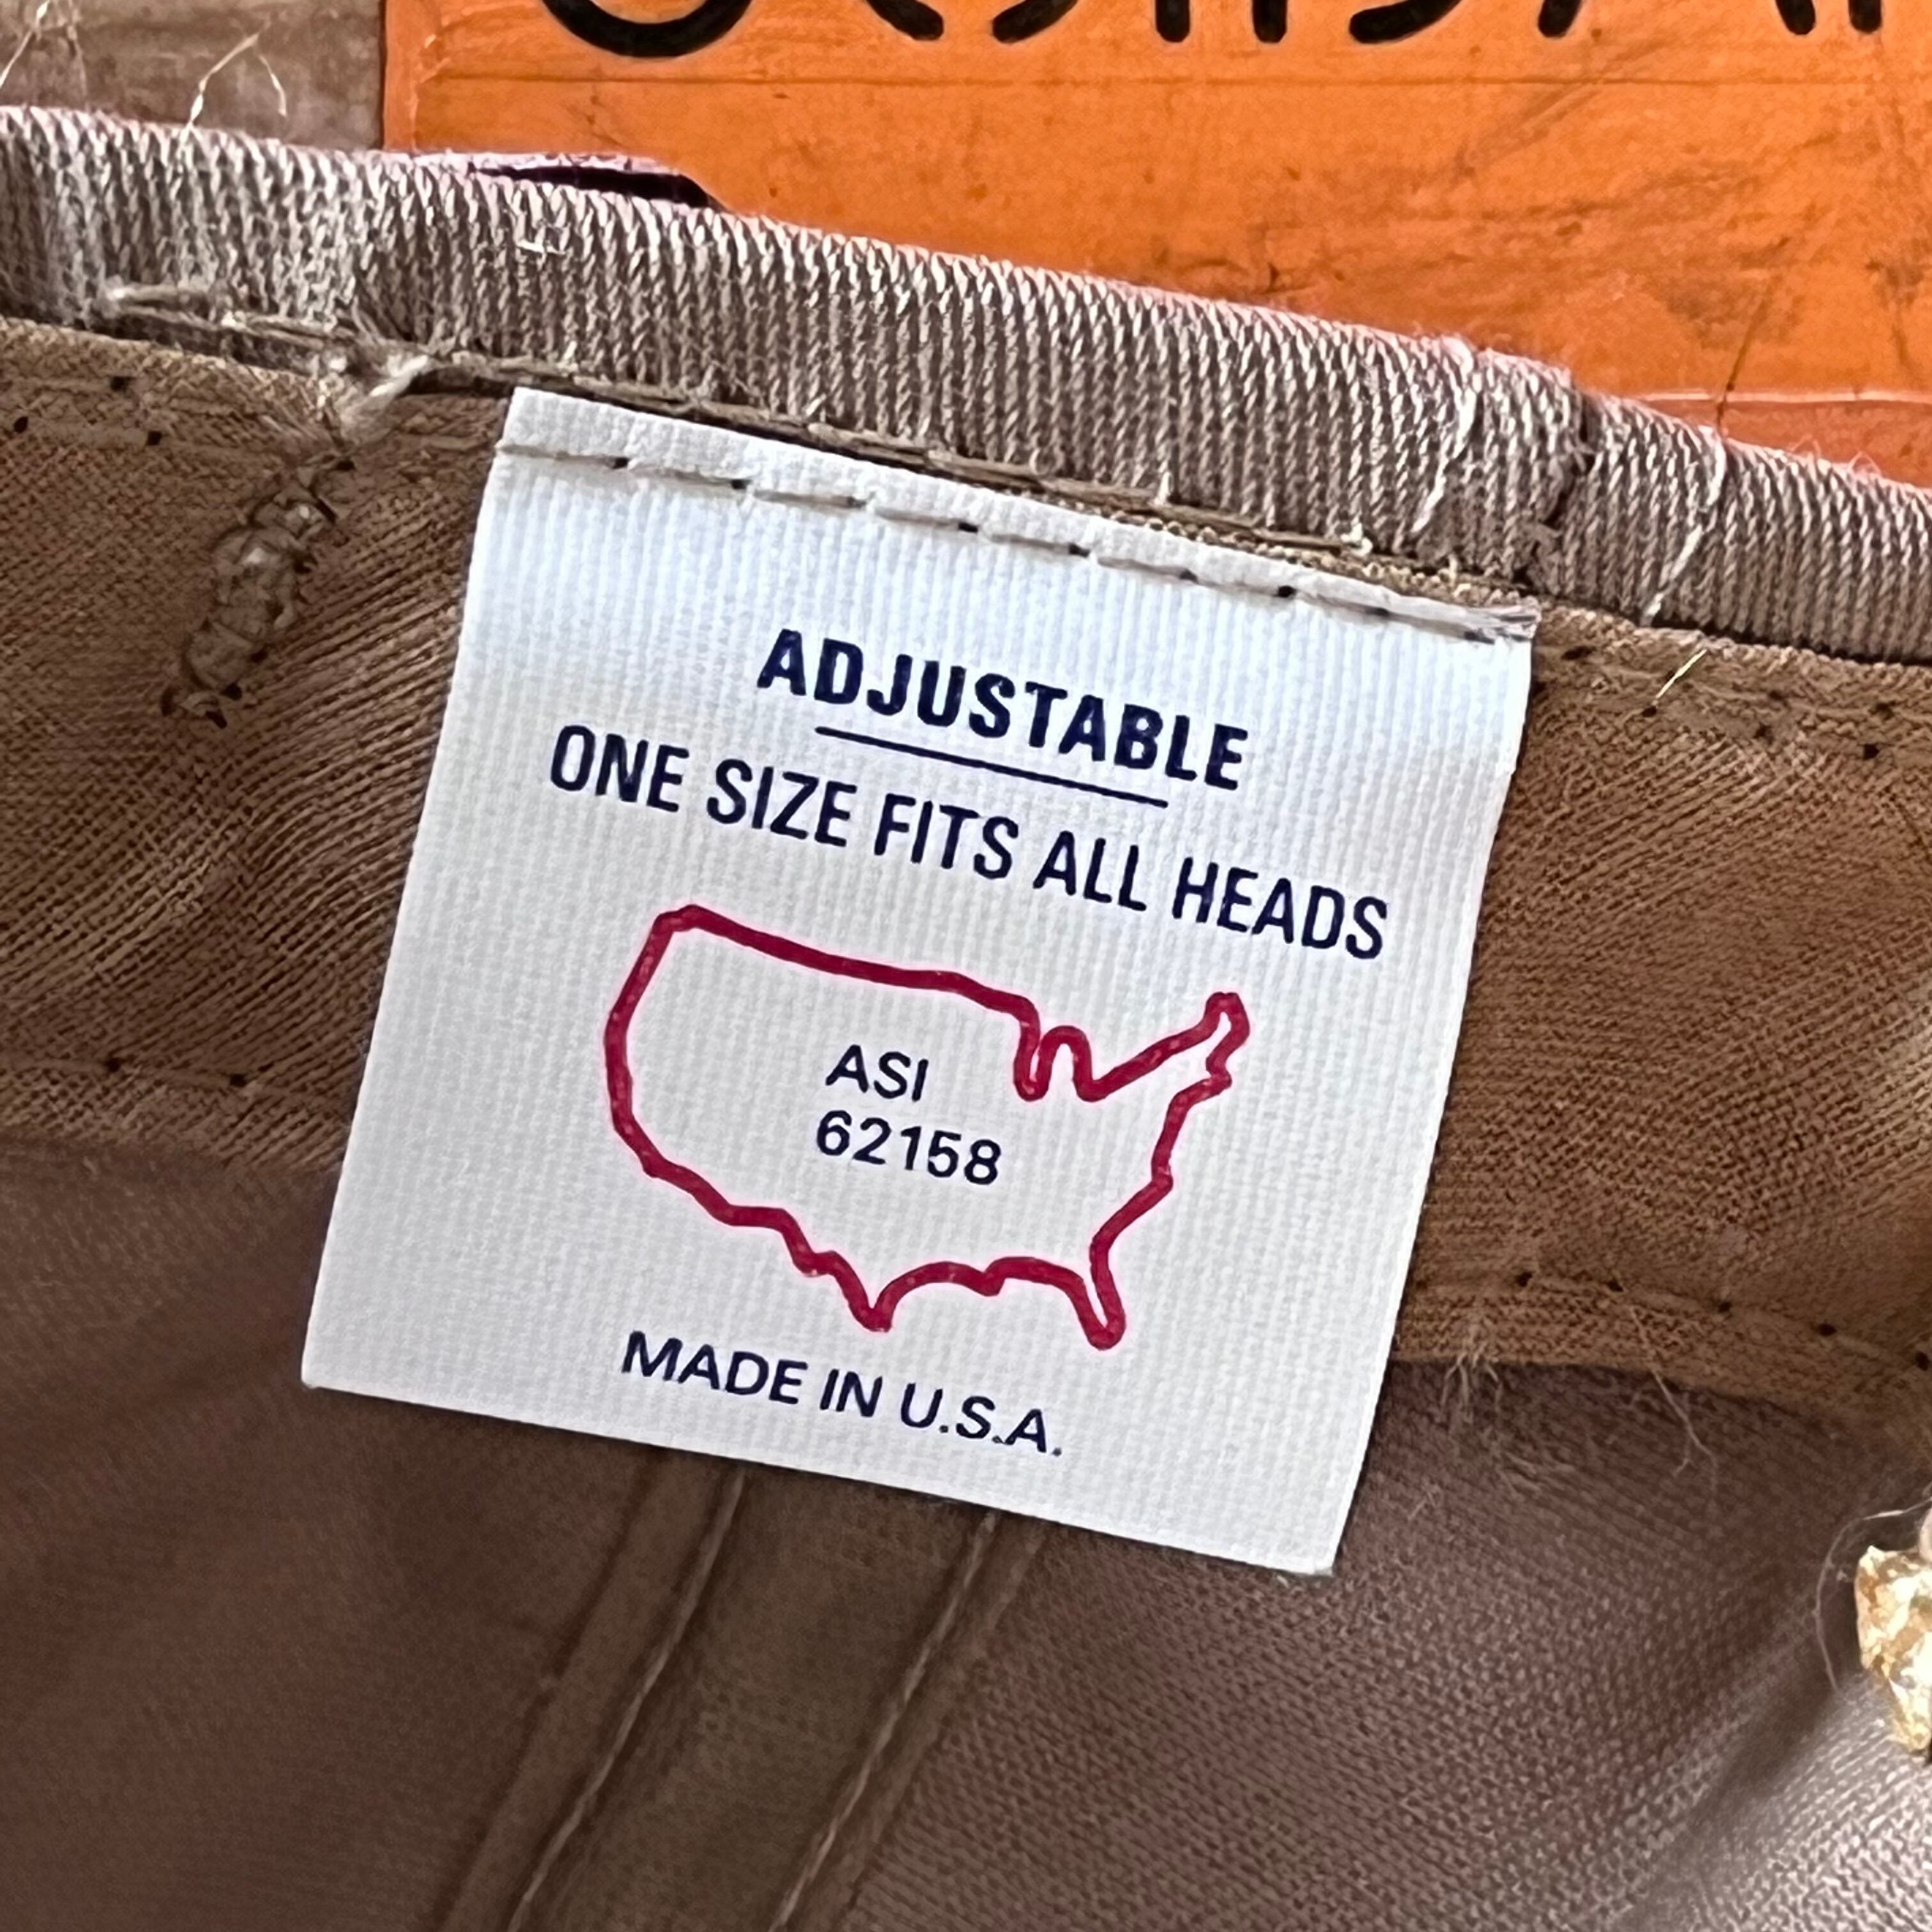 ADJUSTABLE
ONE SIZE FITS ALL HEADS
ASI
62158
MADE IN U.S.A.